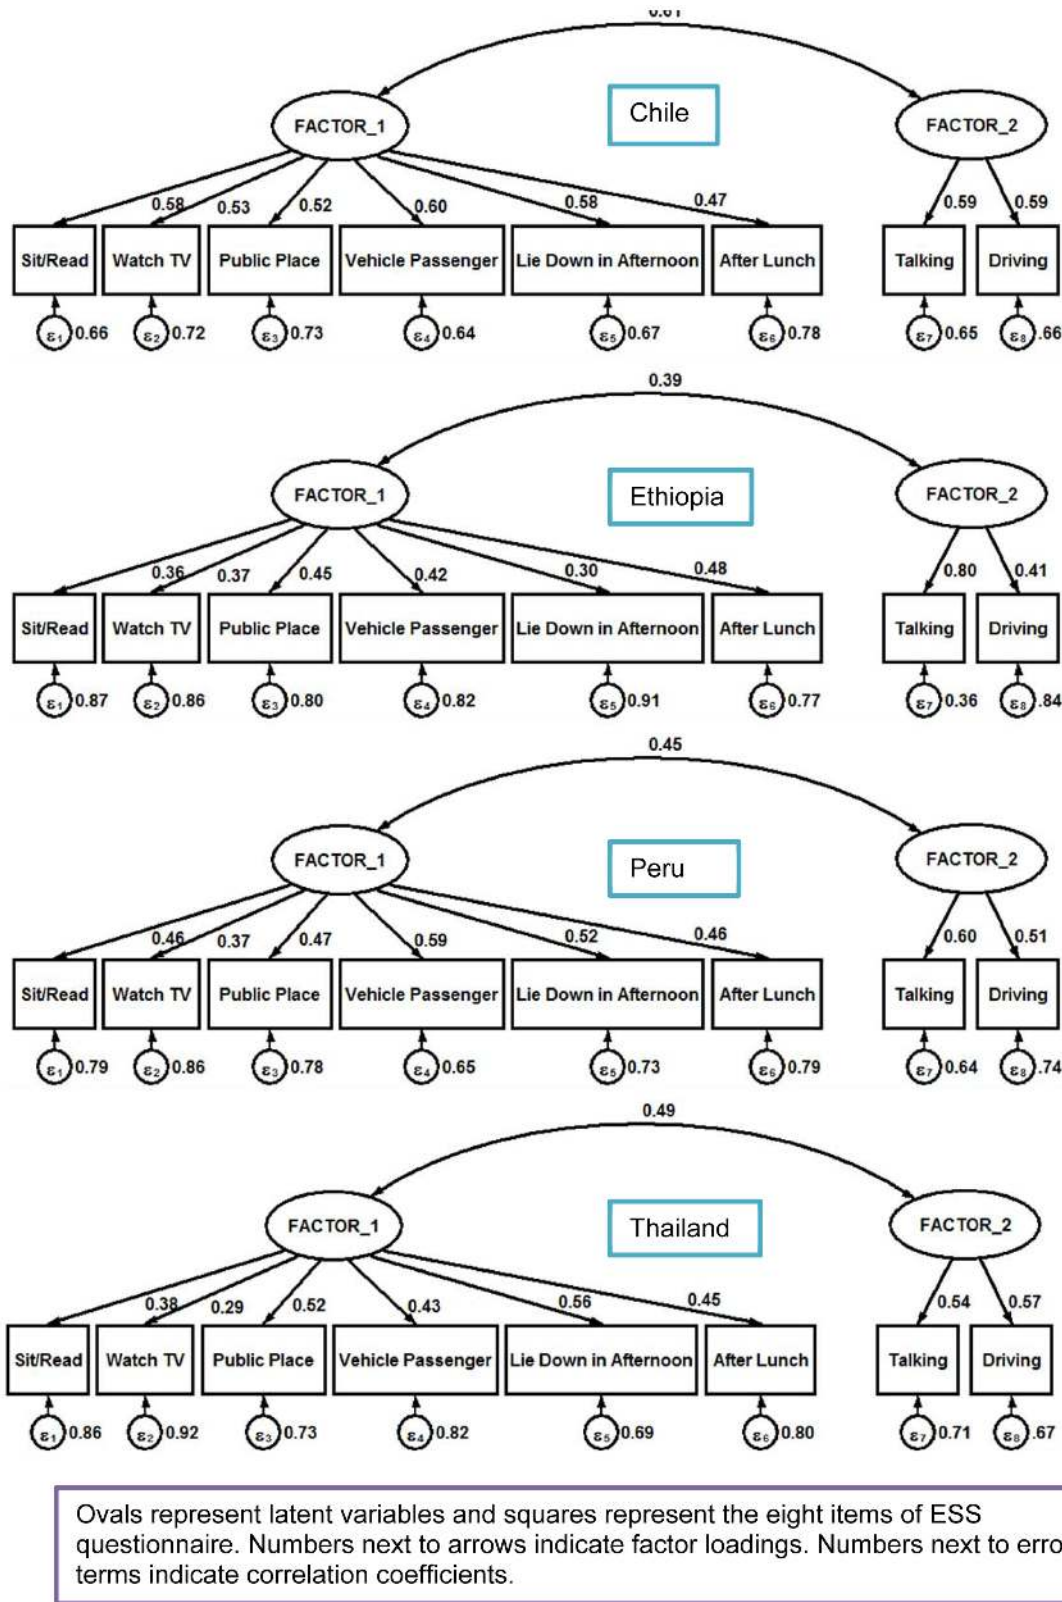 0.61
FACTOR_1
Chile
FACTOR_2
0.58 0.53 0.52 0.60 0.58 0.47 0.59 0.59
Sit/Read Watch TV Public Place Vehicle Passenger Lie Down in Afternoon After Lunch Talking Driving
ε1 0.66 ε2 0.72 ε3 0.73 ε4 0.64 ε5 0.67 ε6 0.78 ε7 0.65 ε8 0.66
0.39
FACTOR_1
Ethiopia
FACTOR_2
0.36 0.37 0.45 0.42 0.30 0.48 0.80 0.41
Sit/Read Watch TV Public Place Vehicle Passenger Lie Down in Afternoon After Lunch Talking Driving
ε1 0.87 ε2 0.86 ε3 0.80 ε4 0.82 ε5 0.91 ε6 0.77 ε7 0.36 ε8 0.84
0.45
FACTOR_1
Peru
FACTOR_2
0.46 0.37 0.47 0.59 0.52 0.46 0.60 0.51
Sit/Read Watch TV Public Place Vehicle Passenger Lie Down in Afternoon After Lunch Talking Driving
ε1 0.79 ε2 0.86 ε3 0.78 ε4 0.65 ε5 0.73 ε6 0.79 ε7 0.64 ε8 0.74
0.49
FACTOR_1
Thailand
FACTOR_2
0.38 0.29 0.52 0.43 0.56 0.45 0.54 0.57
Sit/Read Watch TV Public Place Vehicle Passenger Lie Down in Afternoon After Lunch Talking Driving
ε1 0.86 ε2 0.92 ε3 0.73 ε4 0.82 ε5 0.69 ε6 0.80 ε7 0.71 ε8 .67
Ovals represent latent variables and squares represent the eight items of ESS
questionnaire. Numbers next to arrows indicate factor loadings. Numbers next to erro
terms indicate correlation coefficients.